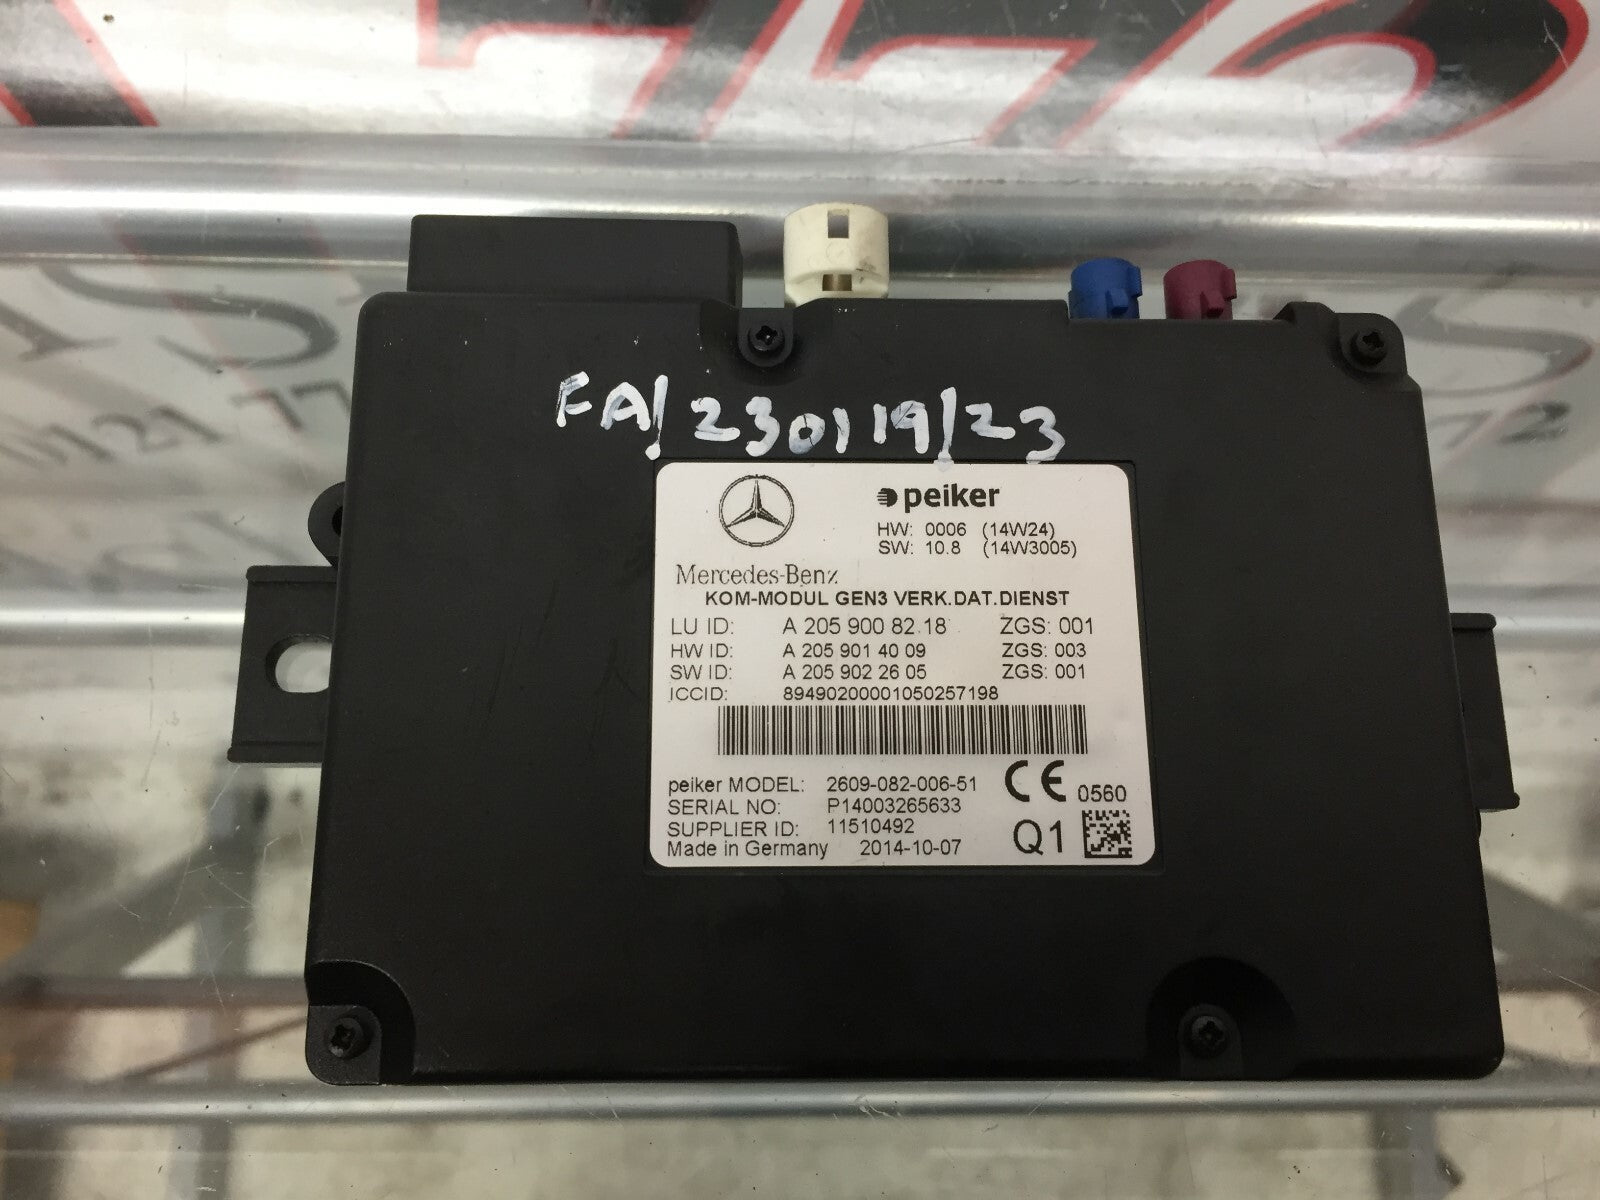 FA/230119/23
peiker
HW: 0006 (14W24)
SW: 10.8 (14W3005)
Mercedes-Benz
KOM-MODUL GEN3 VERK.DAT.DIENST
LU ID: A 205 900 82 18 ZGS: 001
HW ID: A 205 901 40 09 ZGS: 003
SW ID: A 205 902 26 05 ZGS: 001
ICCID: 89490200001050257198
peiker MODEL: 2609-082-006-51 CE 0560
SERIAL NO: P14003265633
SUPPLIER ID: 11510492
Made in Germany 2014-10-07 Q1